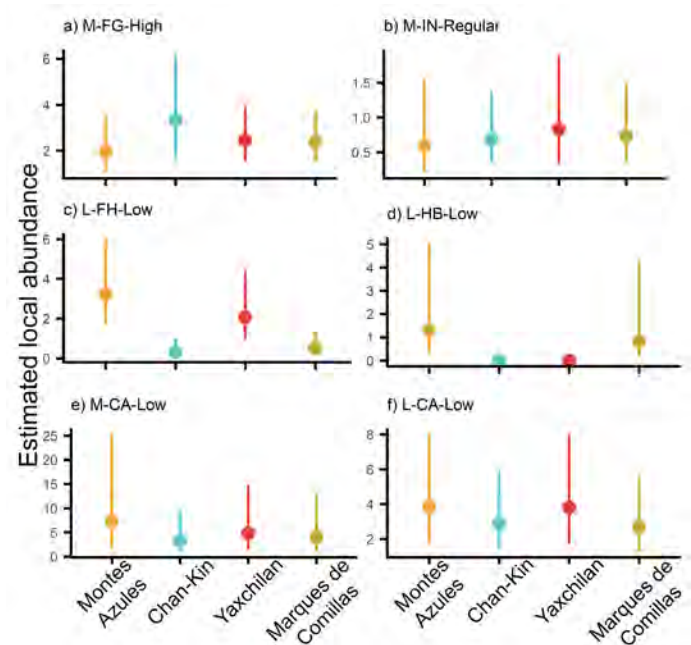 a) M-FG-High
6
4
2
b) M-IN-Regular
1.5
1.0
0.5
Estimated local abundance
c) L-FH-Low
6
4
2
0
d) L-HB-Low
5
4
3
2
1
0
e) M-CA-Low
25
20
15
10
5
0
f) L-CA-Low
8
6
4
2
Montes
Azules
Chan-Kin
Yaxchilan
Marques de
Comillas
Montes
Azules
Chan-Kin
Yaxchilan
Marques de
Comillas